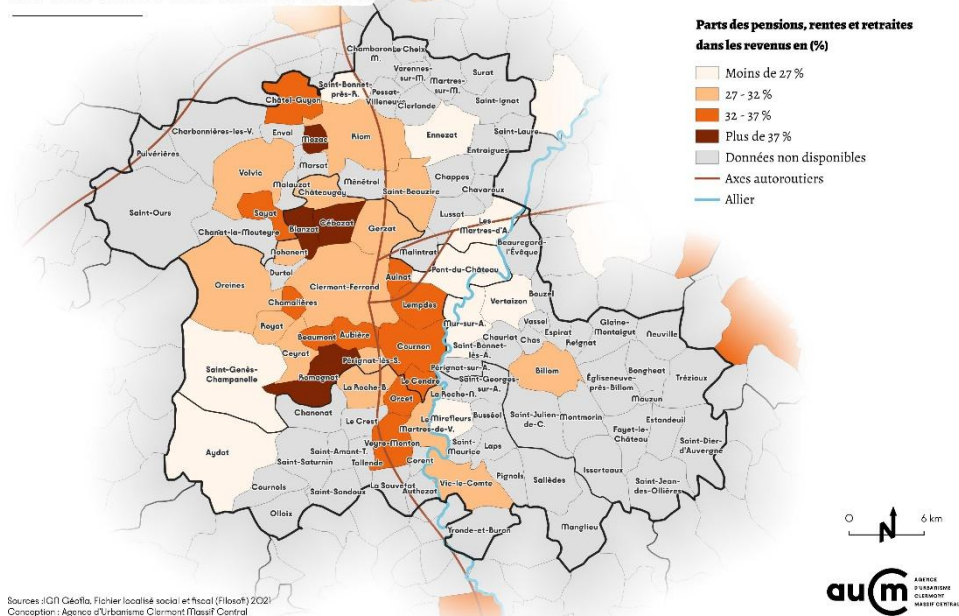 Parts des pensions, rentes et retraites
dans les revenus en (%)
Moins de 27 %
27 - 32 %
32 - 37 %
Plus de 37 %
Données non disponibles
Axes autoroutiers
Allier
Chambaron
M.
Le Cheix
Varennes-
sur-M.
Martres-
sur-M.
Surat
Saint-Bonnet-
près-R.
Pessat-
Villeneuve
Clerlande
Saint-Ignat
Châtel-Guyon
Charbonnières-les-V.
Enval
Mozac
Riom
Ennezat
Saint-Laure
Entraigues
Pulvérières
Marsat
Volvic
Malauzat
Ménétrol
Chappes
Châteaugay
Saint-Beauzire
Chavaroux
Saint-Ours
Sayat
Cébazat
Lussat
Blanzat
Gerzat
Les
Martres-d'A.
Chanat-la-Mouteyre
Nohanent
Malintrat
Beauregard-
l'Évêque
Durtol
Aulnat
Pont-du-Château
Orcines
Clermont-Ferrand
Chamalières
Lempdes
Vertaizon
Bouzel
Royat
Mur-sur-A.
Vassel
Beaumont
Aubière
Chauriat
Chas
Espirat
Reignat
Glaine-
Montaigut
Neuville
Ceyrat
Cournon
Saint-Bonnet-
lès-A.
Pérignat-lès-S.
Pérignat-sur-A.
Billom
Bongheat
Saint-Genès-
Champanelle
Romagnat
Le Cendre
Saint-Georges-
sur-A.
Égliseneuve-
près-Billom
Trézioux
La Roche-B.
Orcet
La Roche-N.
Mauzun
Chanonat
Le Crest
Le
Mirefleurs
Busséol
Saint-Julien-
de-C.
Montmorin
Estandeuil
Martres-de-V.
Fayet-le-
Château
Aydat
Veyre-Monton
Saint-
Maurice
Laps
Saint-Dier-
d'Auvergne
Saint-Amant-T.
Saint-Saturnin
Tallende
Corent
Isserteaux
Pignols
Sallèdes
Cournols
La Sauvetat
Vic-le-Comte
Saint-Jean-
des-Ollières
Saint-Sandoux
Authezat
Olloix
Yronde-et-Buron
Manglieu
0
6 km
N
Sources : IGN Géofla, Fichier localisé social et fiscal (Filosofi) 2021
Conception : Agence d'Urbanisme Clermont Massif Central
aucm
AGENCE
D'URBANISME
CLERMONT
MASSIF CENTRAL